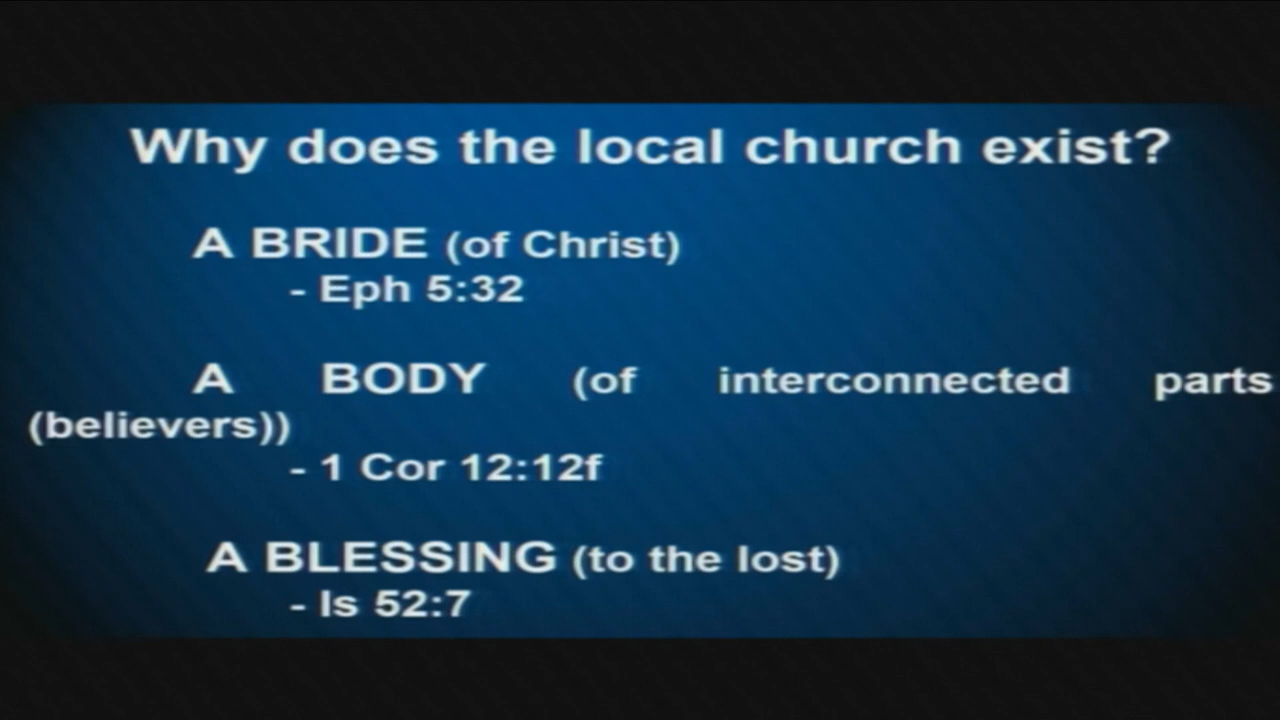 Why does the local church exist?
A BRIDE (of Christ)
- Eph 5:32
A BODY (of interconnected parts
(believers))
- 1 Cor 12:12f
A BLESSING (to the lost)
- Is 52:7